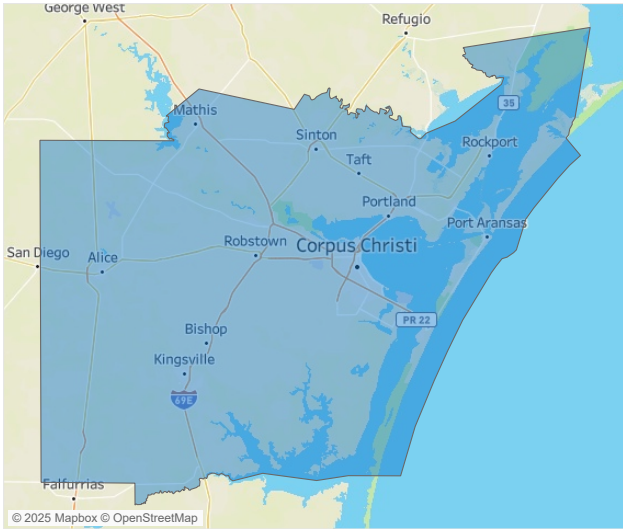 George West
Refugio
35
Mathis
Sinton
Rockport
Taft
Portland
Port Aransas
Robstown
Corpus Christi
San Diego
Alice
PR 22
Bishop
Kingsville
69E
Falfurrias
© 2025 Mapbox © OpenStreetMap